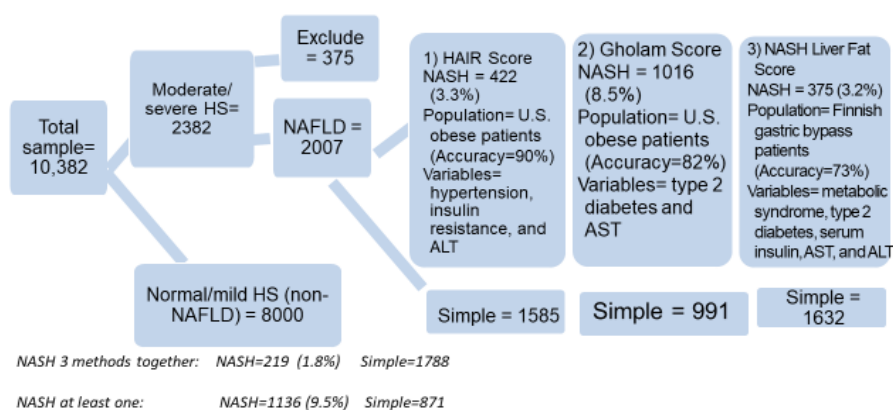 Total
sample=
10,382
Moderate/
severe HS=
2382
Normal/mild HS (non-
NAFLD) = 8000
Exclude
= 375
NAFLD =
2007
1) HAIR Score
NASH = 422
(3.3%)
Population= U.S.
obese patients
(Accuracy=90%)
Variables=
hypertension,
insulin
resistance, and
ALT
2) Gholam Score
NASH = 1016
(8.5%)
Population= U.S.
obese patients
(Accuracy=82%)
Variables= type 2
diabetes and
AST
3) NASH Liver Fat
Score
NASH = 375 (3.2%)
Population= Finnish
gastric bypass
patients
(Accuracy=73%)
Variables= metabolic
syndrome, type 2
diabetes, serum
insulin, AST, and ALT
Simple = 1585
Simple = 991
Simple =
1632
NASH 3 methods together: NASH=219 (1.8%) Simple=1788
NASH at least one: NASH=1136 (9.5%) Simple=871